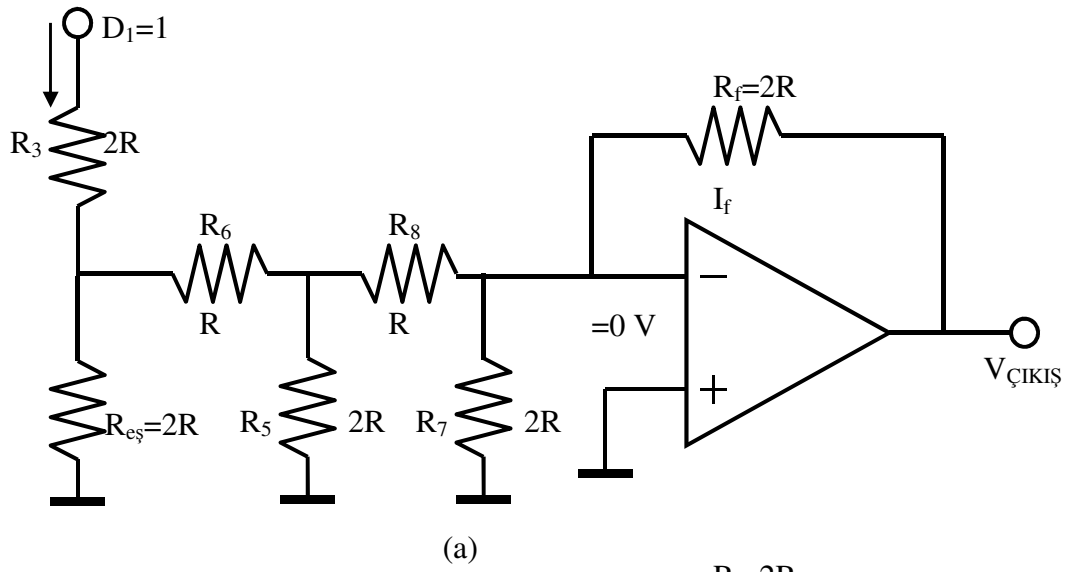 D₁=1
R_f=2R
R₃ 2R
I_f
R₆ R₈
−
R R
=0 V
+
V_ÇIKIŞ
R_eş=2R
R₅ 2R
R₇ 2R
(a)